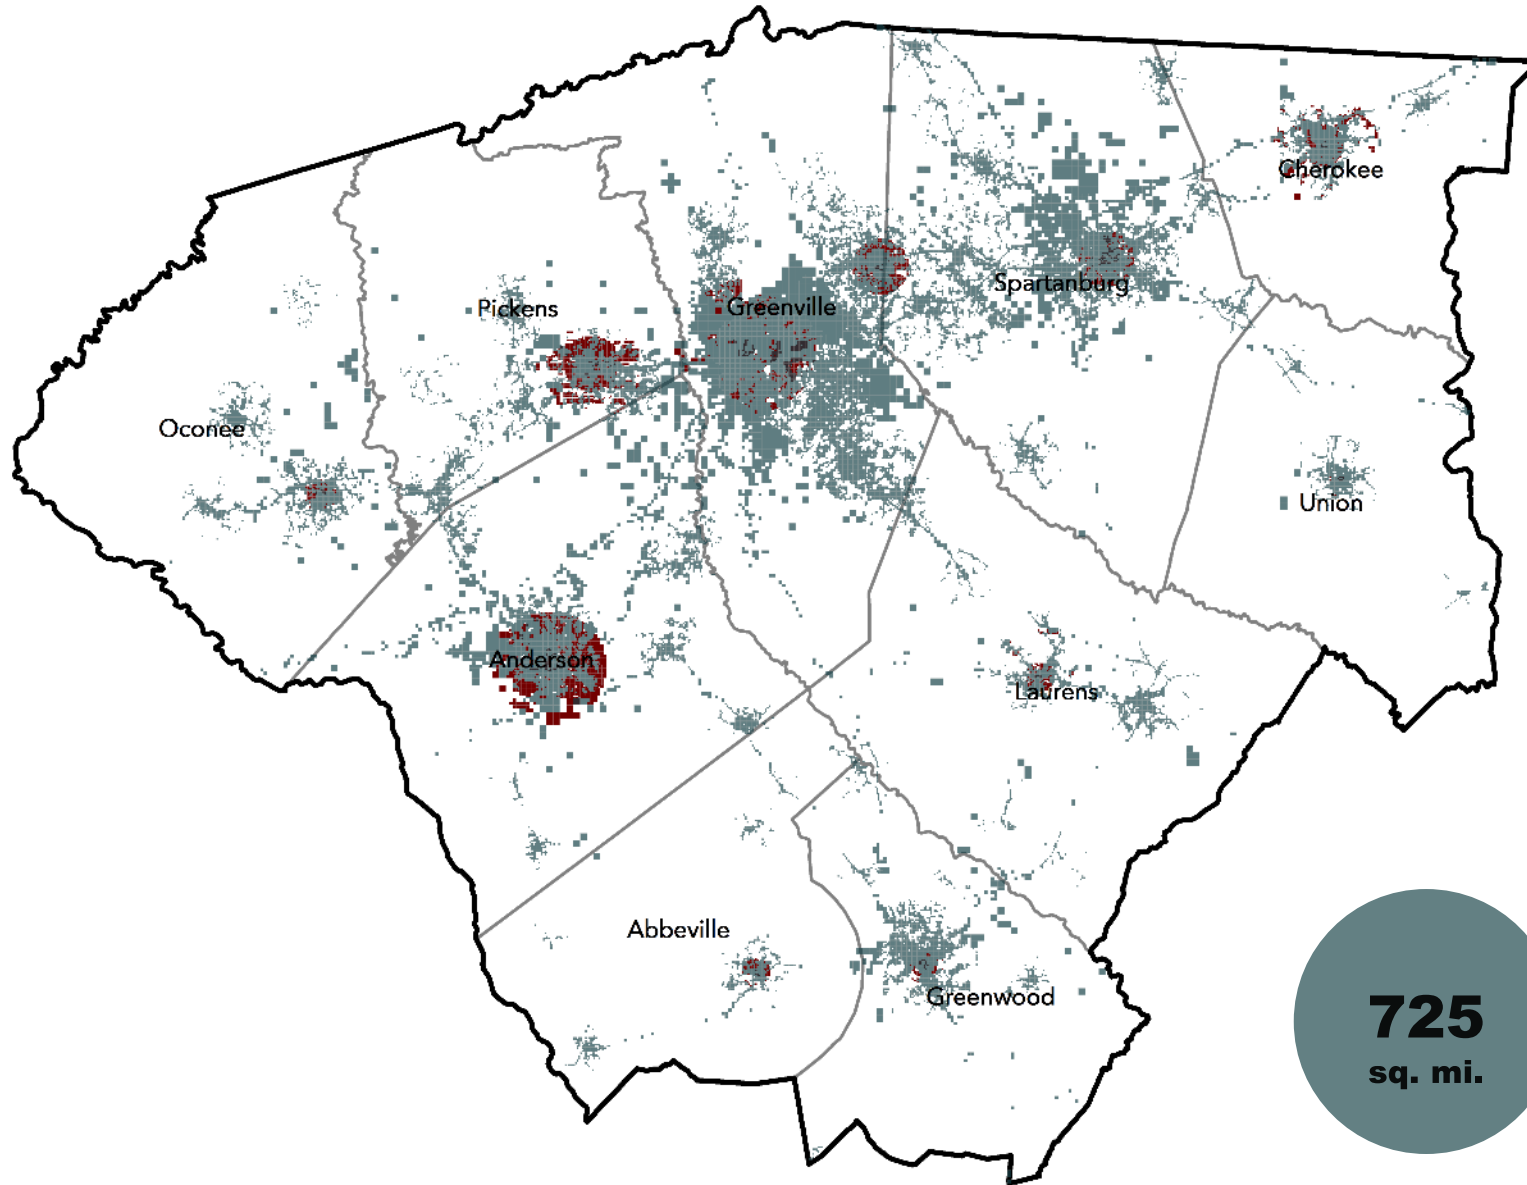 Cherokee
Spartanburg
Pickens
Greenville
Oconee
Union
Anderson
Laurens
Abbeville
Greenwood
725
sq. mi.